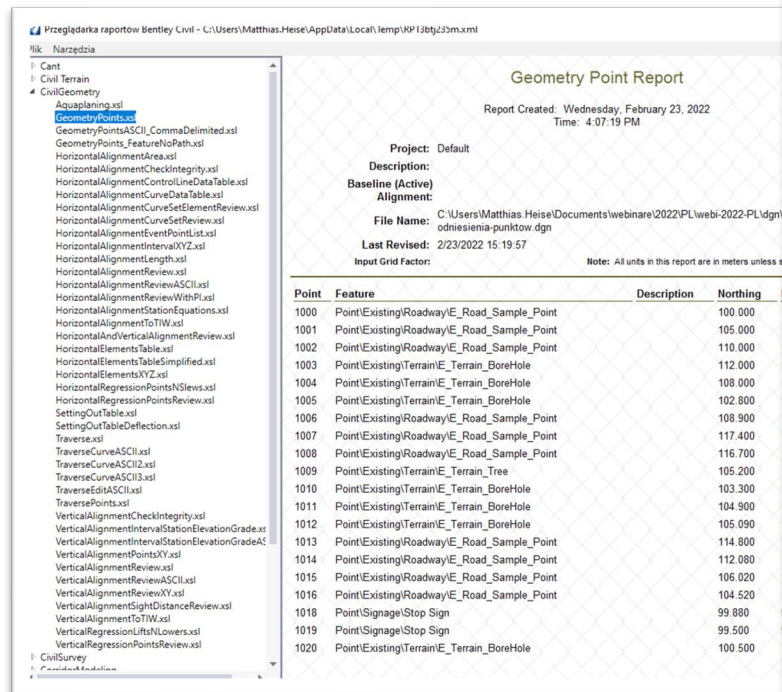 Przeglądarka raportów Bentley Civil - C:\Users\Matthias.Heise\AppData\Local\Temp\RPT3btj235m.xml
Plik Narzędzia
Cant
Civil Terrain
CivilGeometry
Aquaplaning.xsl
GeometryPoints.xsl
GeometryPointsASCII_CommaDelimited.xsl
GeometryPoints_FeatureNoPath.xsl
HorizontalAlignmentArea.xsl
HorizontalAlignmentCheckIntegrity.xsl
HorizontalAlignmentControlLineDataTable.xsl
HorizontalAlignmentCurveDataTable.xsl
HorizontalAlignmentCurveSetElementReview.xsl
HorizontalAlignmentCurveSetReview.xsl
HorizontalAlignmentEventPointList.xsl
HorizontalAlignmentIntervalXYZ.xsl
HorizontalAlignmentLength.xsl
HorizontalAlignmentReview.xsl
HorizontalAlignmentReviewASCII.xsl
HorizontalAlignmentReviewWithPI.xsl
HorizontalAlignmentStationEquations.xsl
HorizontalAlignmentToTIW.xsl
HorizontalAndVerticalAlignmentReview.xsl
HorizontalElementsTable.xsl
HorizontalElementsTableSimplified.xsl
HorizontalElementsXYZ.xsl
HorizontalRegressionPointsNSlews.xsl
HorizontalRegressionPointsReview.xsl
SettingOutTable.xsl
SettingOutTableDeflection.xsl
Traverse.xsl
TraverseCurveASCII.xsl
TraverseCurveASCII2.xsl
TraverseCurveASCII3.xsl
TraverseEditASCII.xsl
TraversePoints.xsl
VerticalAlignmentCheckIntegrity.xsl
VerticalAlignmentIntervalStationElevationGrade.xs
VerticalAlignmentIntervalStationElevationGradeAS
VerticalAlignmentPointsXY.xsl
VerticalAlignmentReview.xsl
VerticalAlignmentReviewASCII.xsl
VerticalAlignmentReviewXY.xsl
VerticalAlignmentSightDistanceReview.xsl
VerticalAlignmentToTIW.xsl
VerticalRegressionLiftsNLowers.xsl
VerticalRegressionPointsReview.xsl
CivilSurvey
CorridorModeling
Geometry Point Report
Report Created: Wednesday, February 23, 2022
Time: 4:07:19 PM
Project: Default
Description:
Baseline (Active)
Alignment:
File Name: C:\Users\Matthias.Heise\Documents\webinare\2022\PL\webi-2022-PL\dgn\
odniesienia-punktow.dgn
Last Revised: 2/23/2022 15:19:57
Input Grid Factor: Note: All units in this report are in meters unless s
Point Feature Description Northing
1000 Point\Existing\Roadway\E_Road_Sample_Point 100.000
1001 Point\Existing\Roadway\E_Road_Sample_Point 105.000
1002 Point\Existing\Roadway\E_Road_Sample_Point 110.000
1003 Point\Existing\Terrain\E_Terrain_BoreHole 112.000
1004 Point\Existing\Terrain\E_Terrain_BoreHole 108.000
1005 Point\Existing\Terrain\E_Terrain_BoreHole 102.800
1006 Point\Existing\Roadway\E_Road_Sample_Point 108.900
1007 Point\Existing\Roadway\E_Road_Sample_Point 117.400
1008 Point\Existing\Roadway\E_Road_Sample_Point 116.700
1009 Point\Existing\Terrain\E_Terrain_Tree 105.200
1010 Point\Existing\Terrain\E_Terrain_BoreHole 103.300
1011 Point\Existing\Terrain\E_Terrain_BoreHole 104.900
1012 Point\Existing\Terrain\E_Terrain_BoreHole 105.090
1013 Point\Existing\Roadway\E_Road_Sample_Point 114.800
1014 Point\Existing\Roadway\E_Road_Sample_Point 112.080
1015 Point\Existing\Roadway\E_Road_Sample_Point 106.020
1016 Point\Existing\Roadway\E_Road_Sample_Point 104.520
1018 Point\Signage\Stop Sign 99.880
1019 Point\Signage\Stop Sign 99.500
1020 Point\Existing\Terrain\E_Terrain_BoreHole 100.500